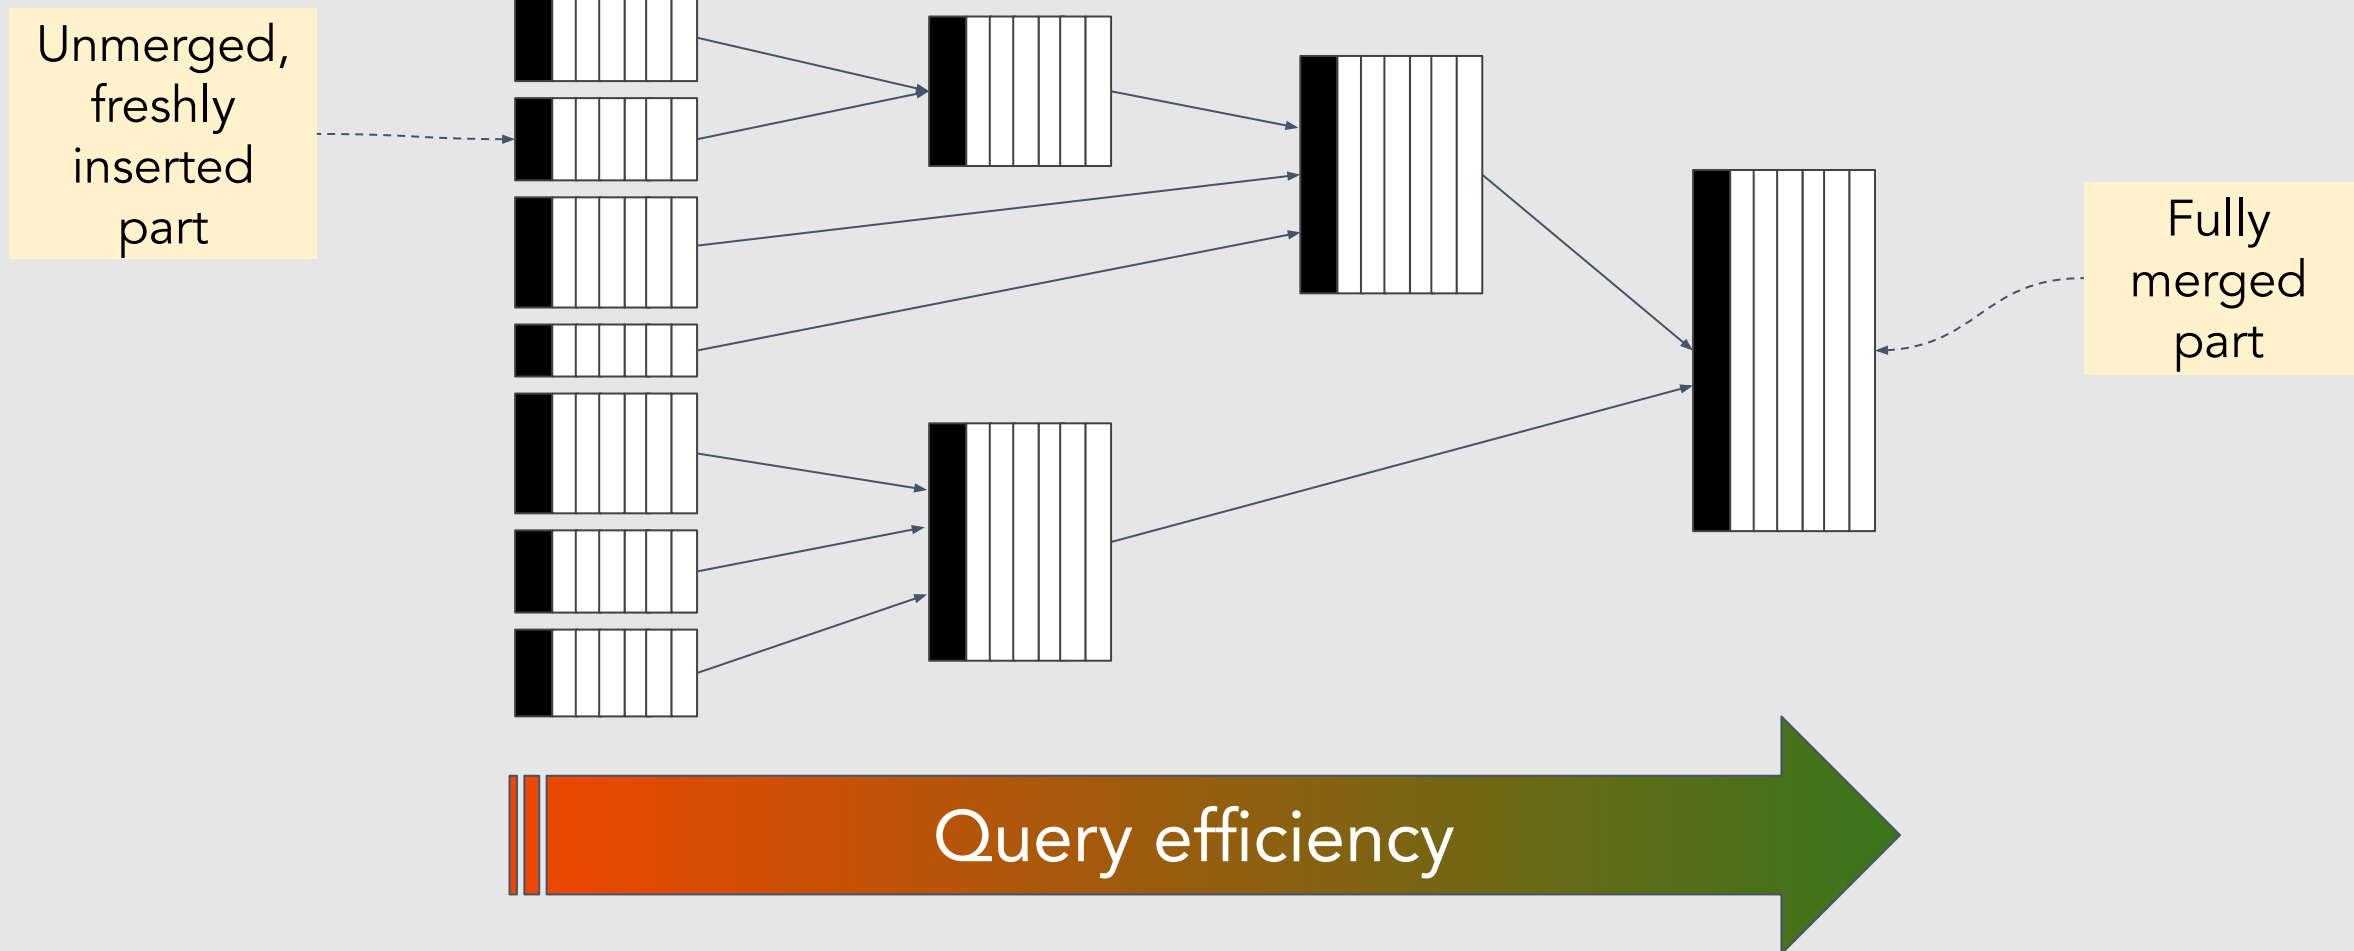 Unmerged,
freshly
inserted
part
Fully
merged
part
Query efficiency